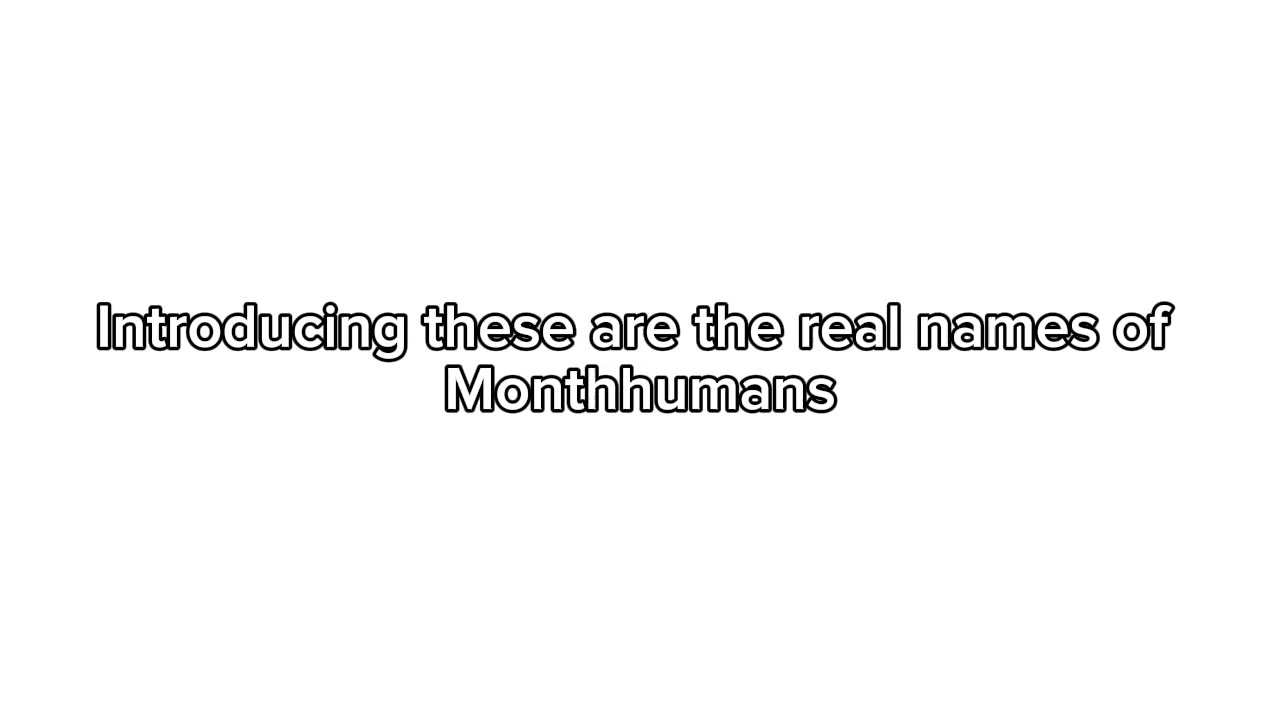 Introducing these are the real names of
Monthhumans